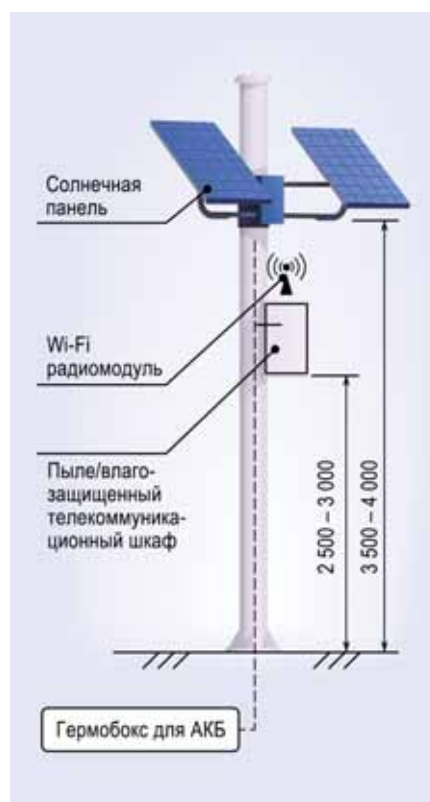 Солнечная
панель
Wi-Fi
радиомодуль
Пыле/влаго-
защищенный
телекоммуника-
ционный шкаф
2 500 – 3 000
3 500 – 4 000
Гермобокс для АКБ